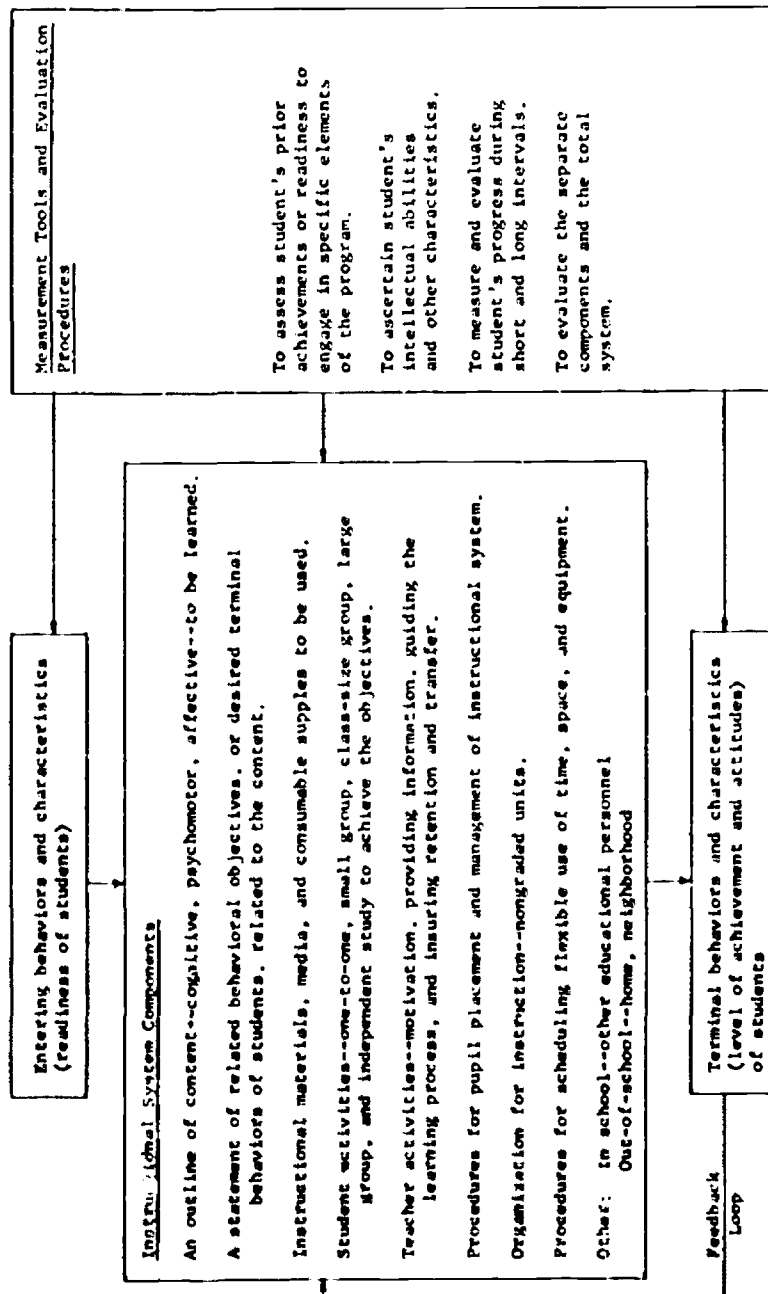 Entering behaviors and characteristics
(readiness of students)
Instructional System Components
An outline of content--cognitive, psychomotor, affective--to be learned.
A statement of related behavioral objectives, or desired terminal
behaviors of students, related to the content.
Instructional materials, media, and consumable supples to be used.
Student activities--one-to-one, small group, class-size group, large
group, and independent study to achieve the objectives.
Teacher activities--motivation, providing information, guiding the
learning process, and insuring retention and transfer.
Procedures for pupil placement and management of instructional system.
Organization for instruction--nongraded units.
Procedures for scheduling flexible use of time, space, and equipment.
Other: In school--other educational personnel
Out-of-school--home, neighborhood
Feedback
Loop
Terminal behaviors and characteristics
(level of achievement and attitudes)
of students
Measurement Tools and Evaluation
Procedures
To assess student's prior
achievements or readiness to
engage in specific elements
of the program.
To ascertain student's
intellectual abilities
and other characteristics.
To measure and evaluate
student's progress during
short and long intervals.
To evaluate the separate
components and the total
system.